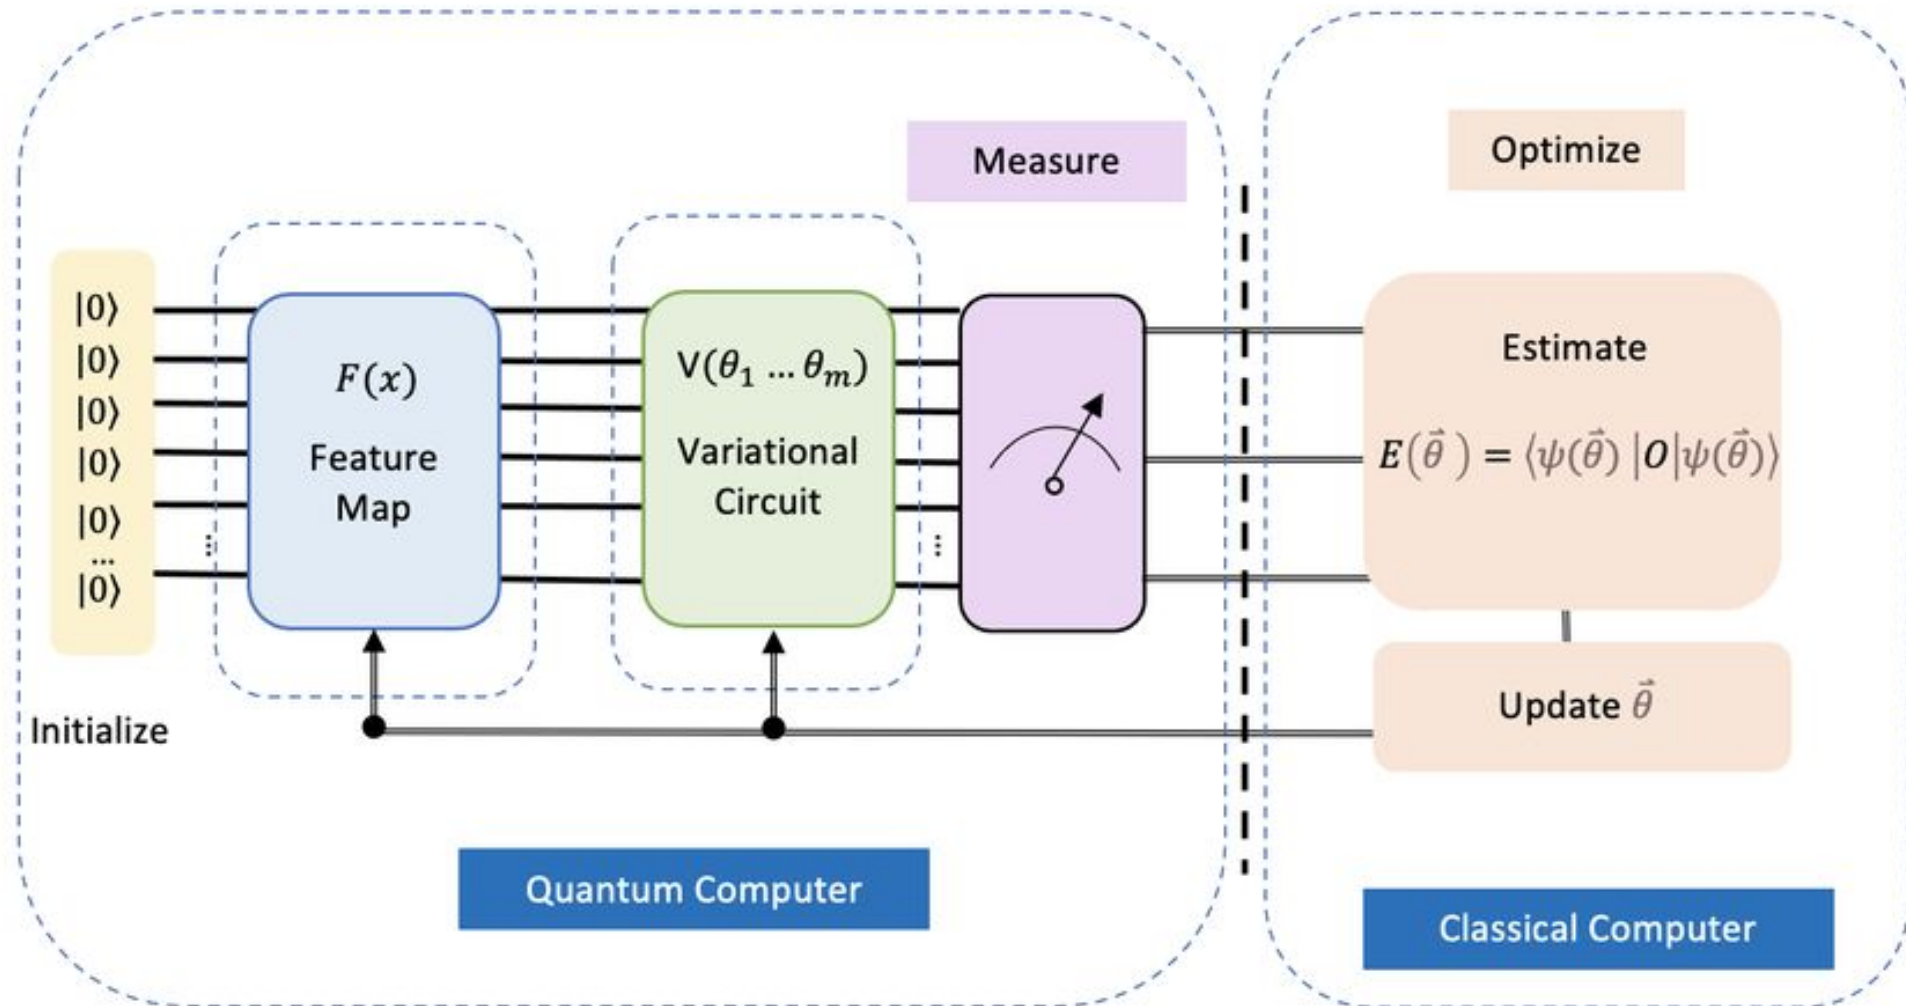 Measure
Optimize
|0⟩
|0⟩
|0⟩
|0⟩
|0⟩
...
|0⟩
Initialize
...
F(x)
Feature
Map
V(θ₁ ... θₘ)
Variational
Circuit
...
Estimate
E(θ⃗ ) = ⟨ψ(θ⃗) |O|ψ(θ⃗)⟩
Update θ⃗
Quantum Computer
Classical Computer